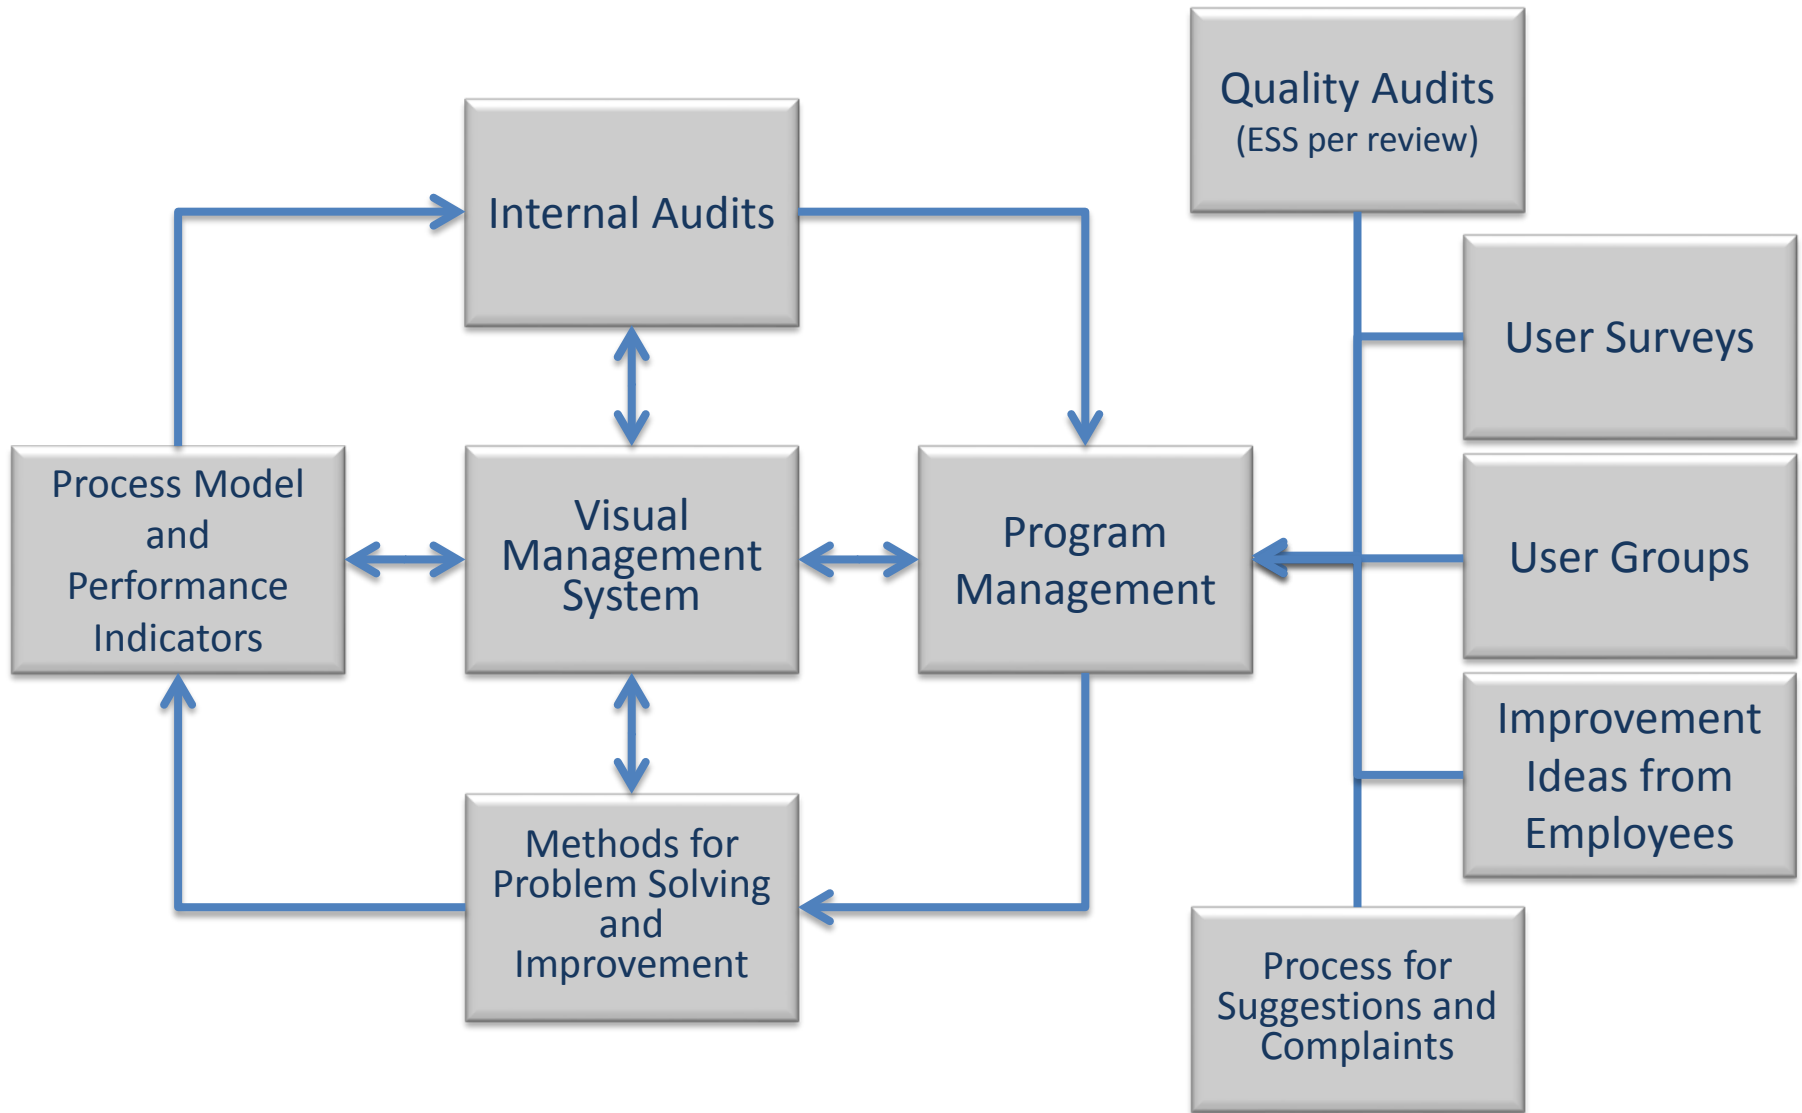 Quality Audits
(ESS per review)
Internal Audits
User Surveys
Process Model
and
Performance
Indicators
Visual
Management
System
Program
Management
User Groups
Improvement
Ideas from
Employees
Methods for
Problem Solving
and
Improvement
Process for
Suggestions and
Complaints